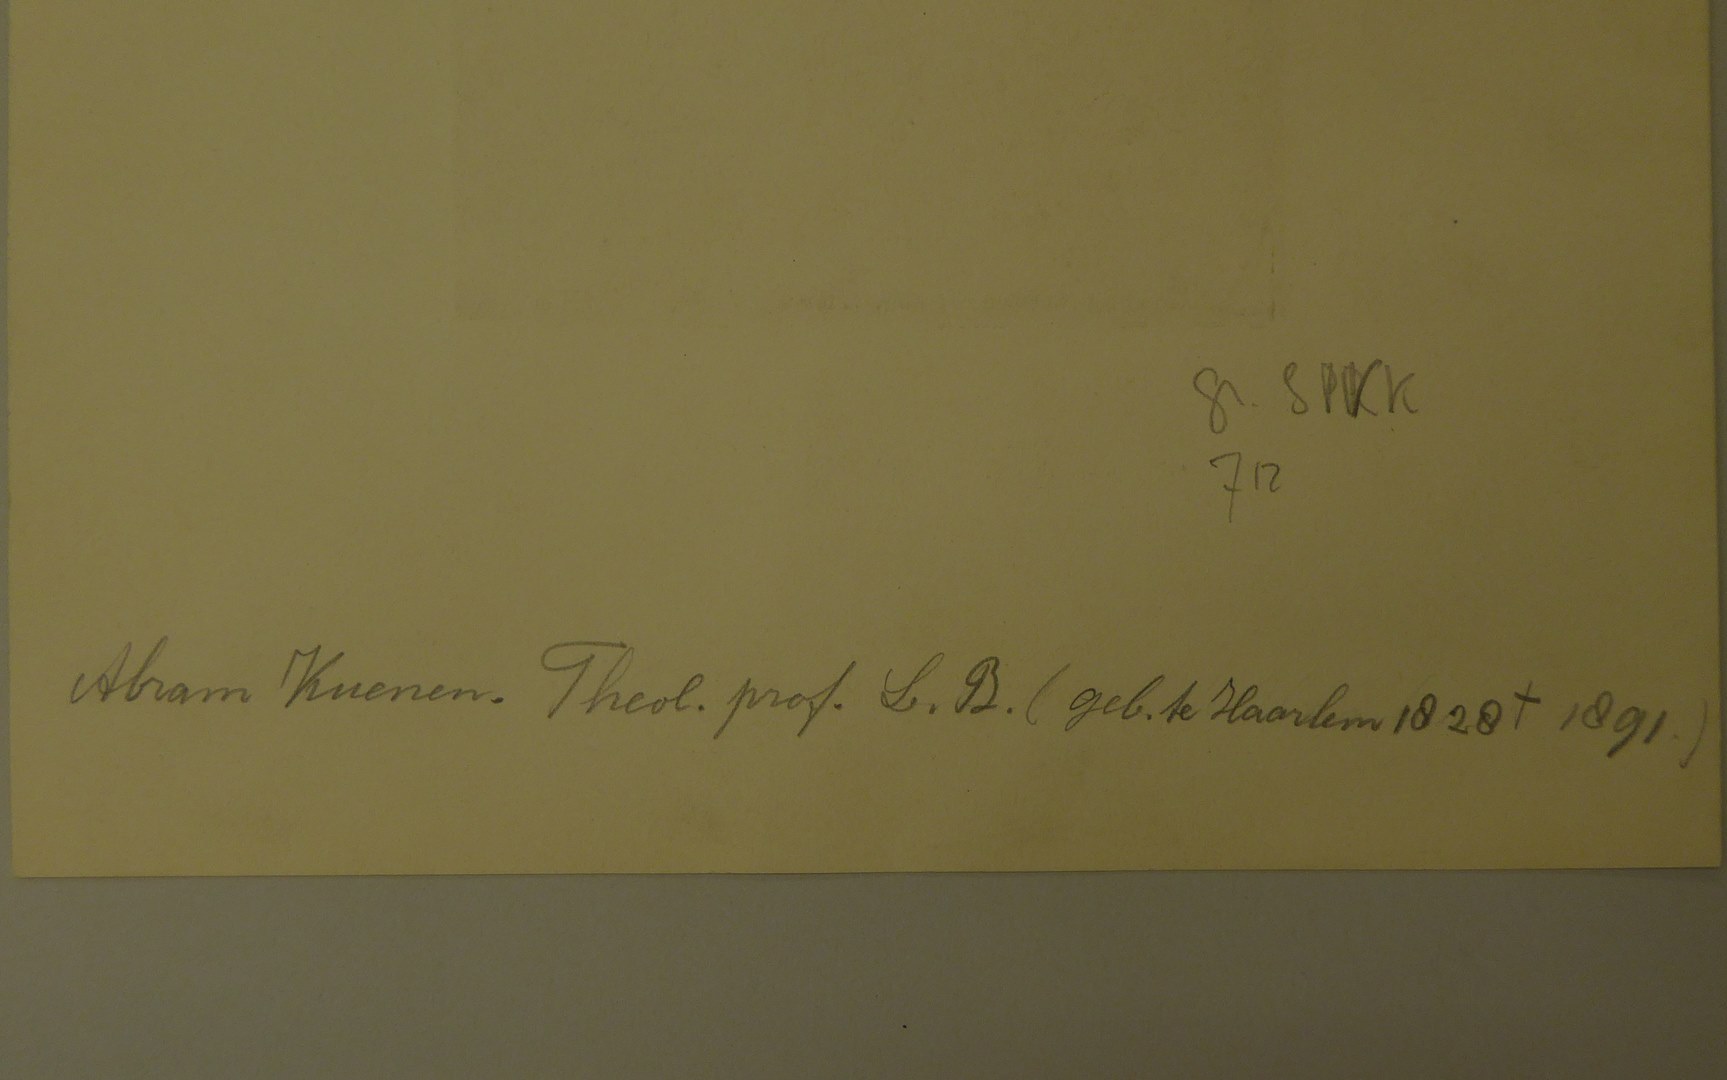 gr. SPKK
712
Abram Kuenen. Theol. prof. L. B. (geb. te Haarlem 1828 † 1891.)